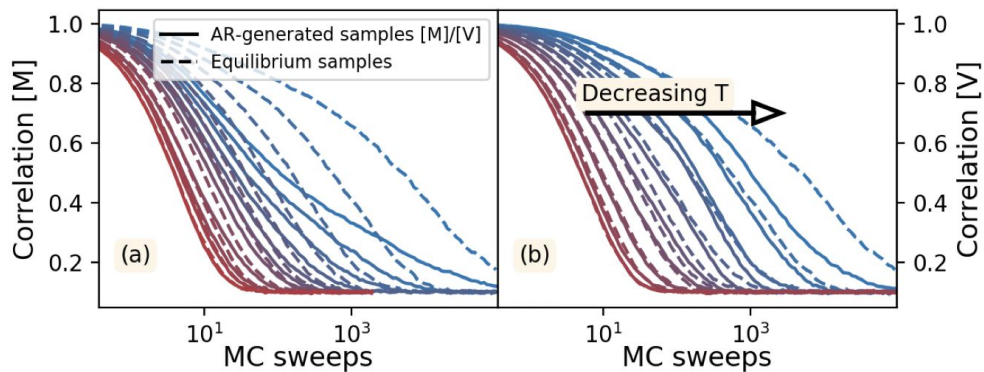 AR-generated samples [M]/[V]
Equilibrium samples
Decreasing T
Correlation [M]
Correlation [V]
1.0
0.8
0.6
0.4
0.2
1.0
0.8
0.6
0.4
0.2
(a)
(b)
10¹
10³
10¹
10³
MC sweeps
MC sweeps